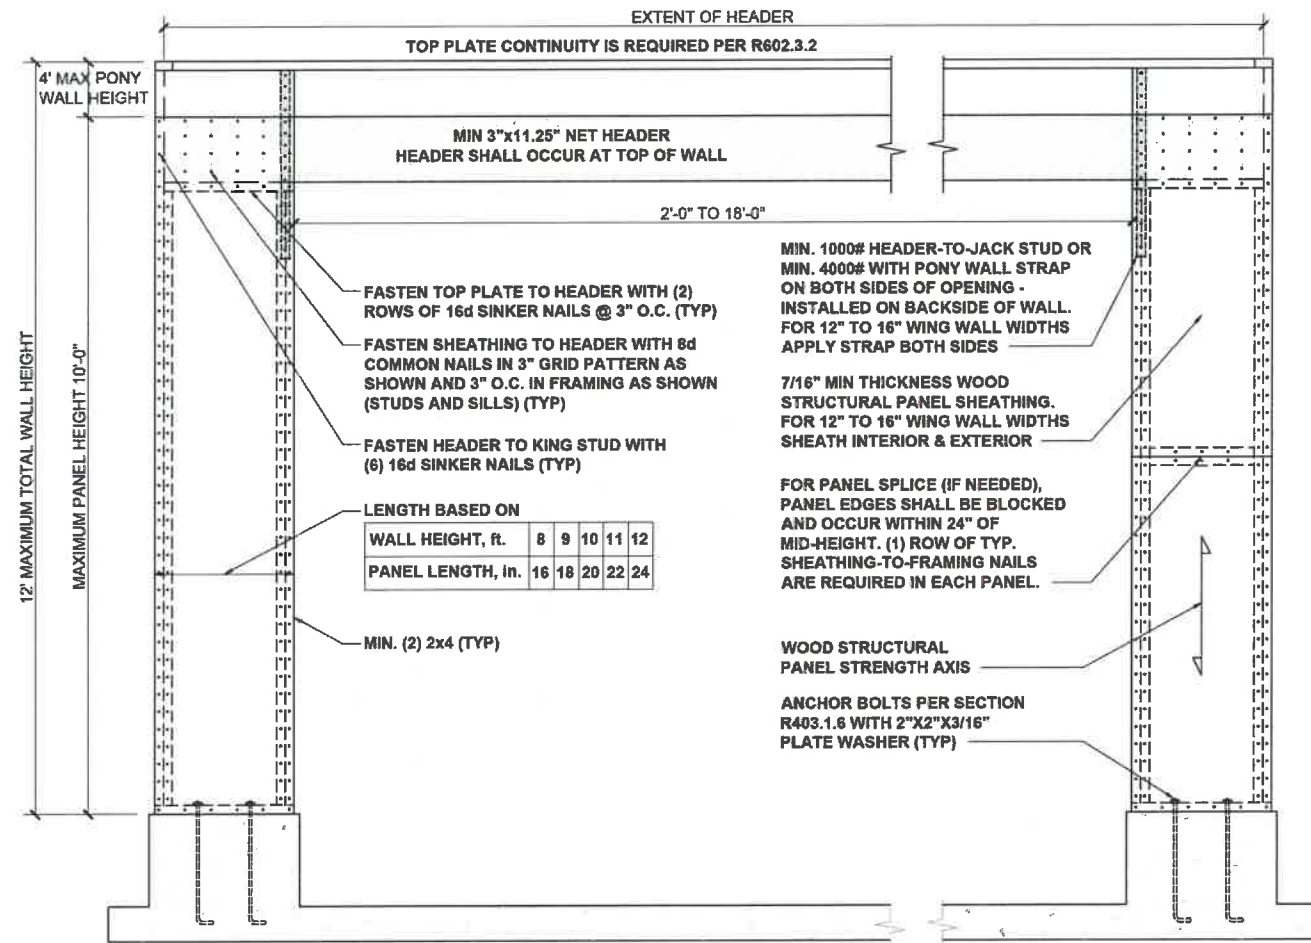 EXTENT OF HEADER
TOP PLATE CONTINUITY IS REQUIRED PER R602.3.2
4' MAX PONY
WALL HEIGHT
MIN 3"x11.25" NET HEADER
HEADER SHALL OCCUR AT TOP OF WALL
2'-0" TO 18'-0"
12' MAXIMUM TOTAL WALL HEIGHT
MAXIMUM PANEL HEIGHT 10'-0"
FASTEN TOP PLATE TO HEADER WITH (2)
ROWS OF 16d SINKER NAILS @ 3" O.C. (TYP)
FASTEN SHEATHING TO HEADER WITH 8d
COMMON NAILS IN 3" GRID PATTERN AS
SHOWN AND 3" O.C. IN FRAMING AS SHOWN
(STUDS AND SILLS) (TYP)
FASTEN HEADER TO KING STUD WITH
(6) 16d SINKER NAILS (TYP)
LENGTH BASED ON
WALL HEIGHT, ft. 8 9 10 11 12
PANEL LENGTH, in. 16 18 20 22 24
MIN. (2) 2x4 (TYP)
MIN. 1000# HEADER-TO-JACK STUD OR
MIN. 4000# WITH PONY WALL STRAP
ON BOTH SIDES OF OPENING -
INSTALLED ON BACKSIDE OF WALL.
FOR 12" TO 16" WING WALL WIDTHS
APPLY STRAP BOTH SIDES
7/16" MIN THICKNESS WOOD
STRUCTURAL PANEL SHEATHING.
FOR 12" TO 16" WING WALL WIDTHS
SHEATH INTERIOR & EXTERIOR
FOR PANEL SPLICE (IF NEEDED),
PANEL EDGES SHALL BE BLOCKED
AND OCCUR WITHIN 24" OF
MID-HEIGHT. (1) ROW OF TYP.
SHEATHING-TO-FRAMING NAILS
ARE REQUIRED IN EACH PANEL.
WOOD STRUCTURAL
PANEL STRENGTH AXIS
ANCHOR BOLTS PER SECTION
R403.1.6 WITH 2"X2"X3/16"
PLATE WASHER (TYP)